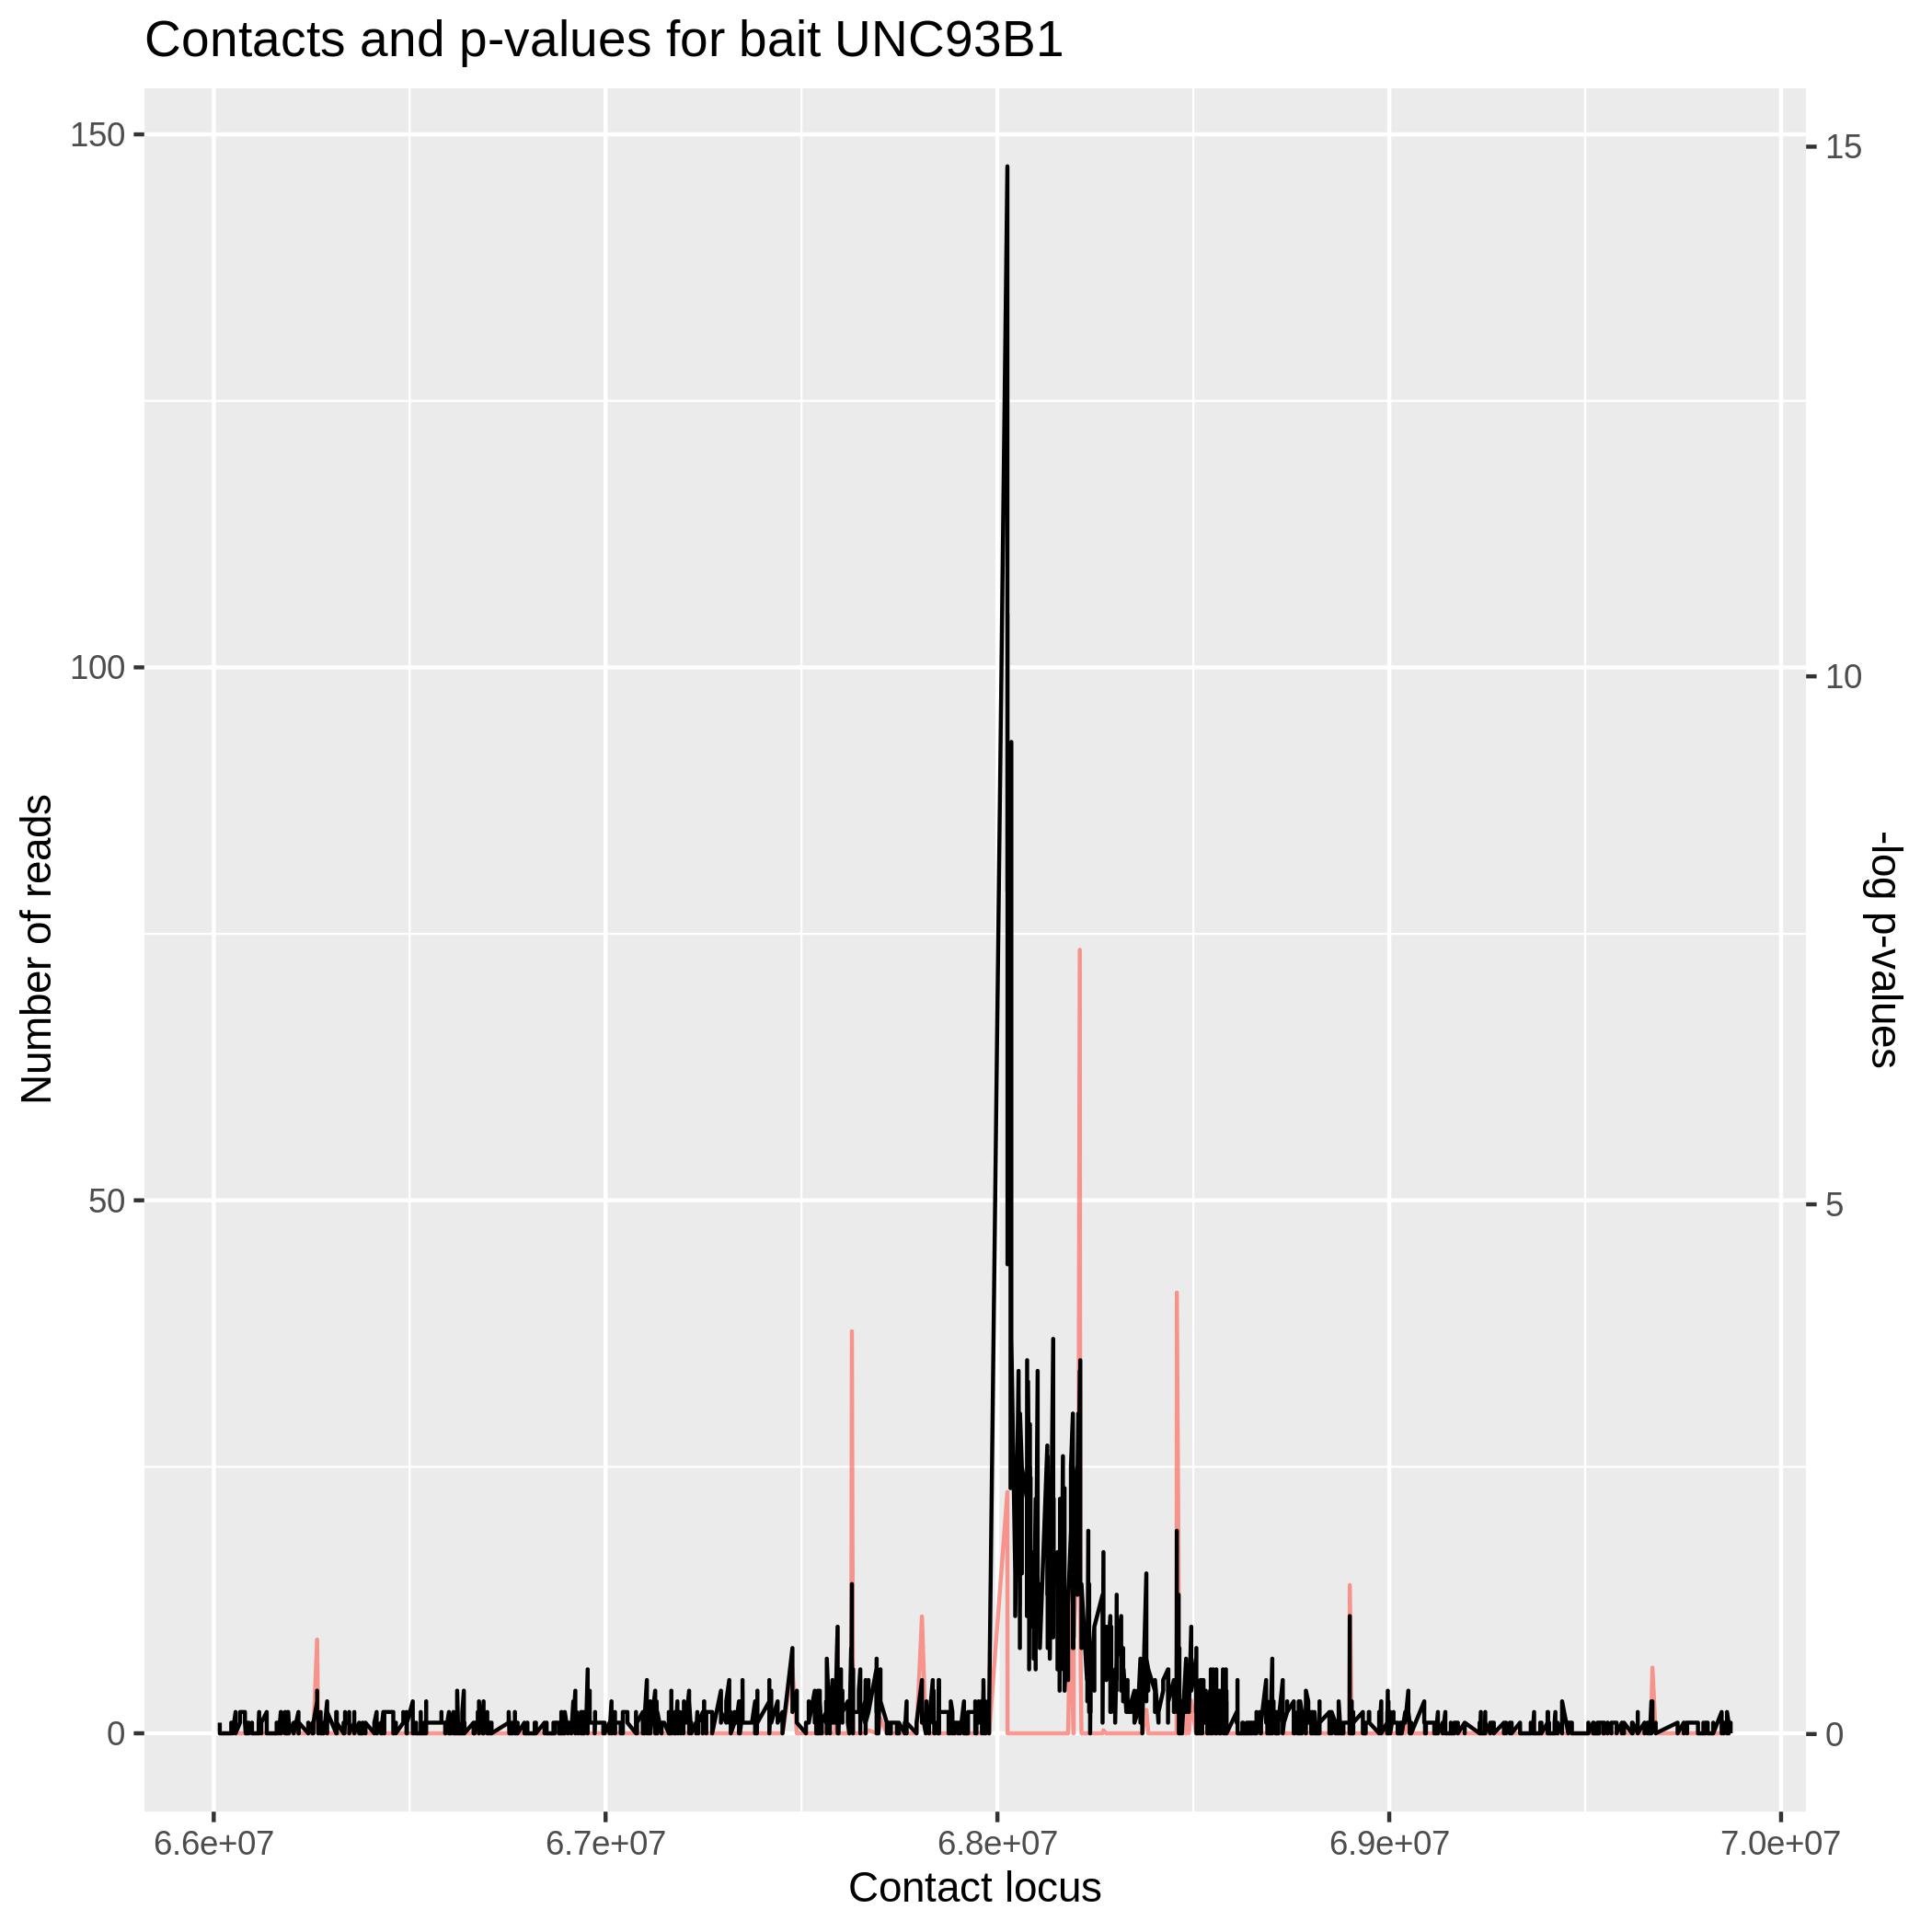 Contacts and p-values for bait UNC93B1
150
100
50
0
Number of reads
15
10
5
0
-log p-values
6.6e+07
6.7e+07
6.8e+07
6.9e+07
7.0e+07
Contact locus